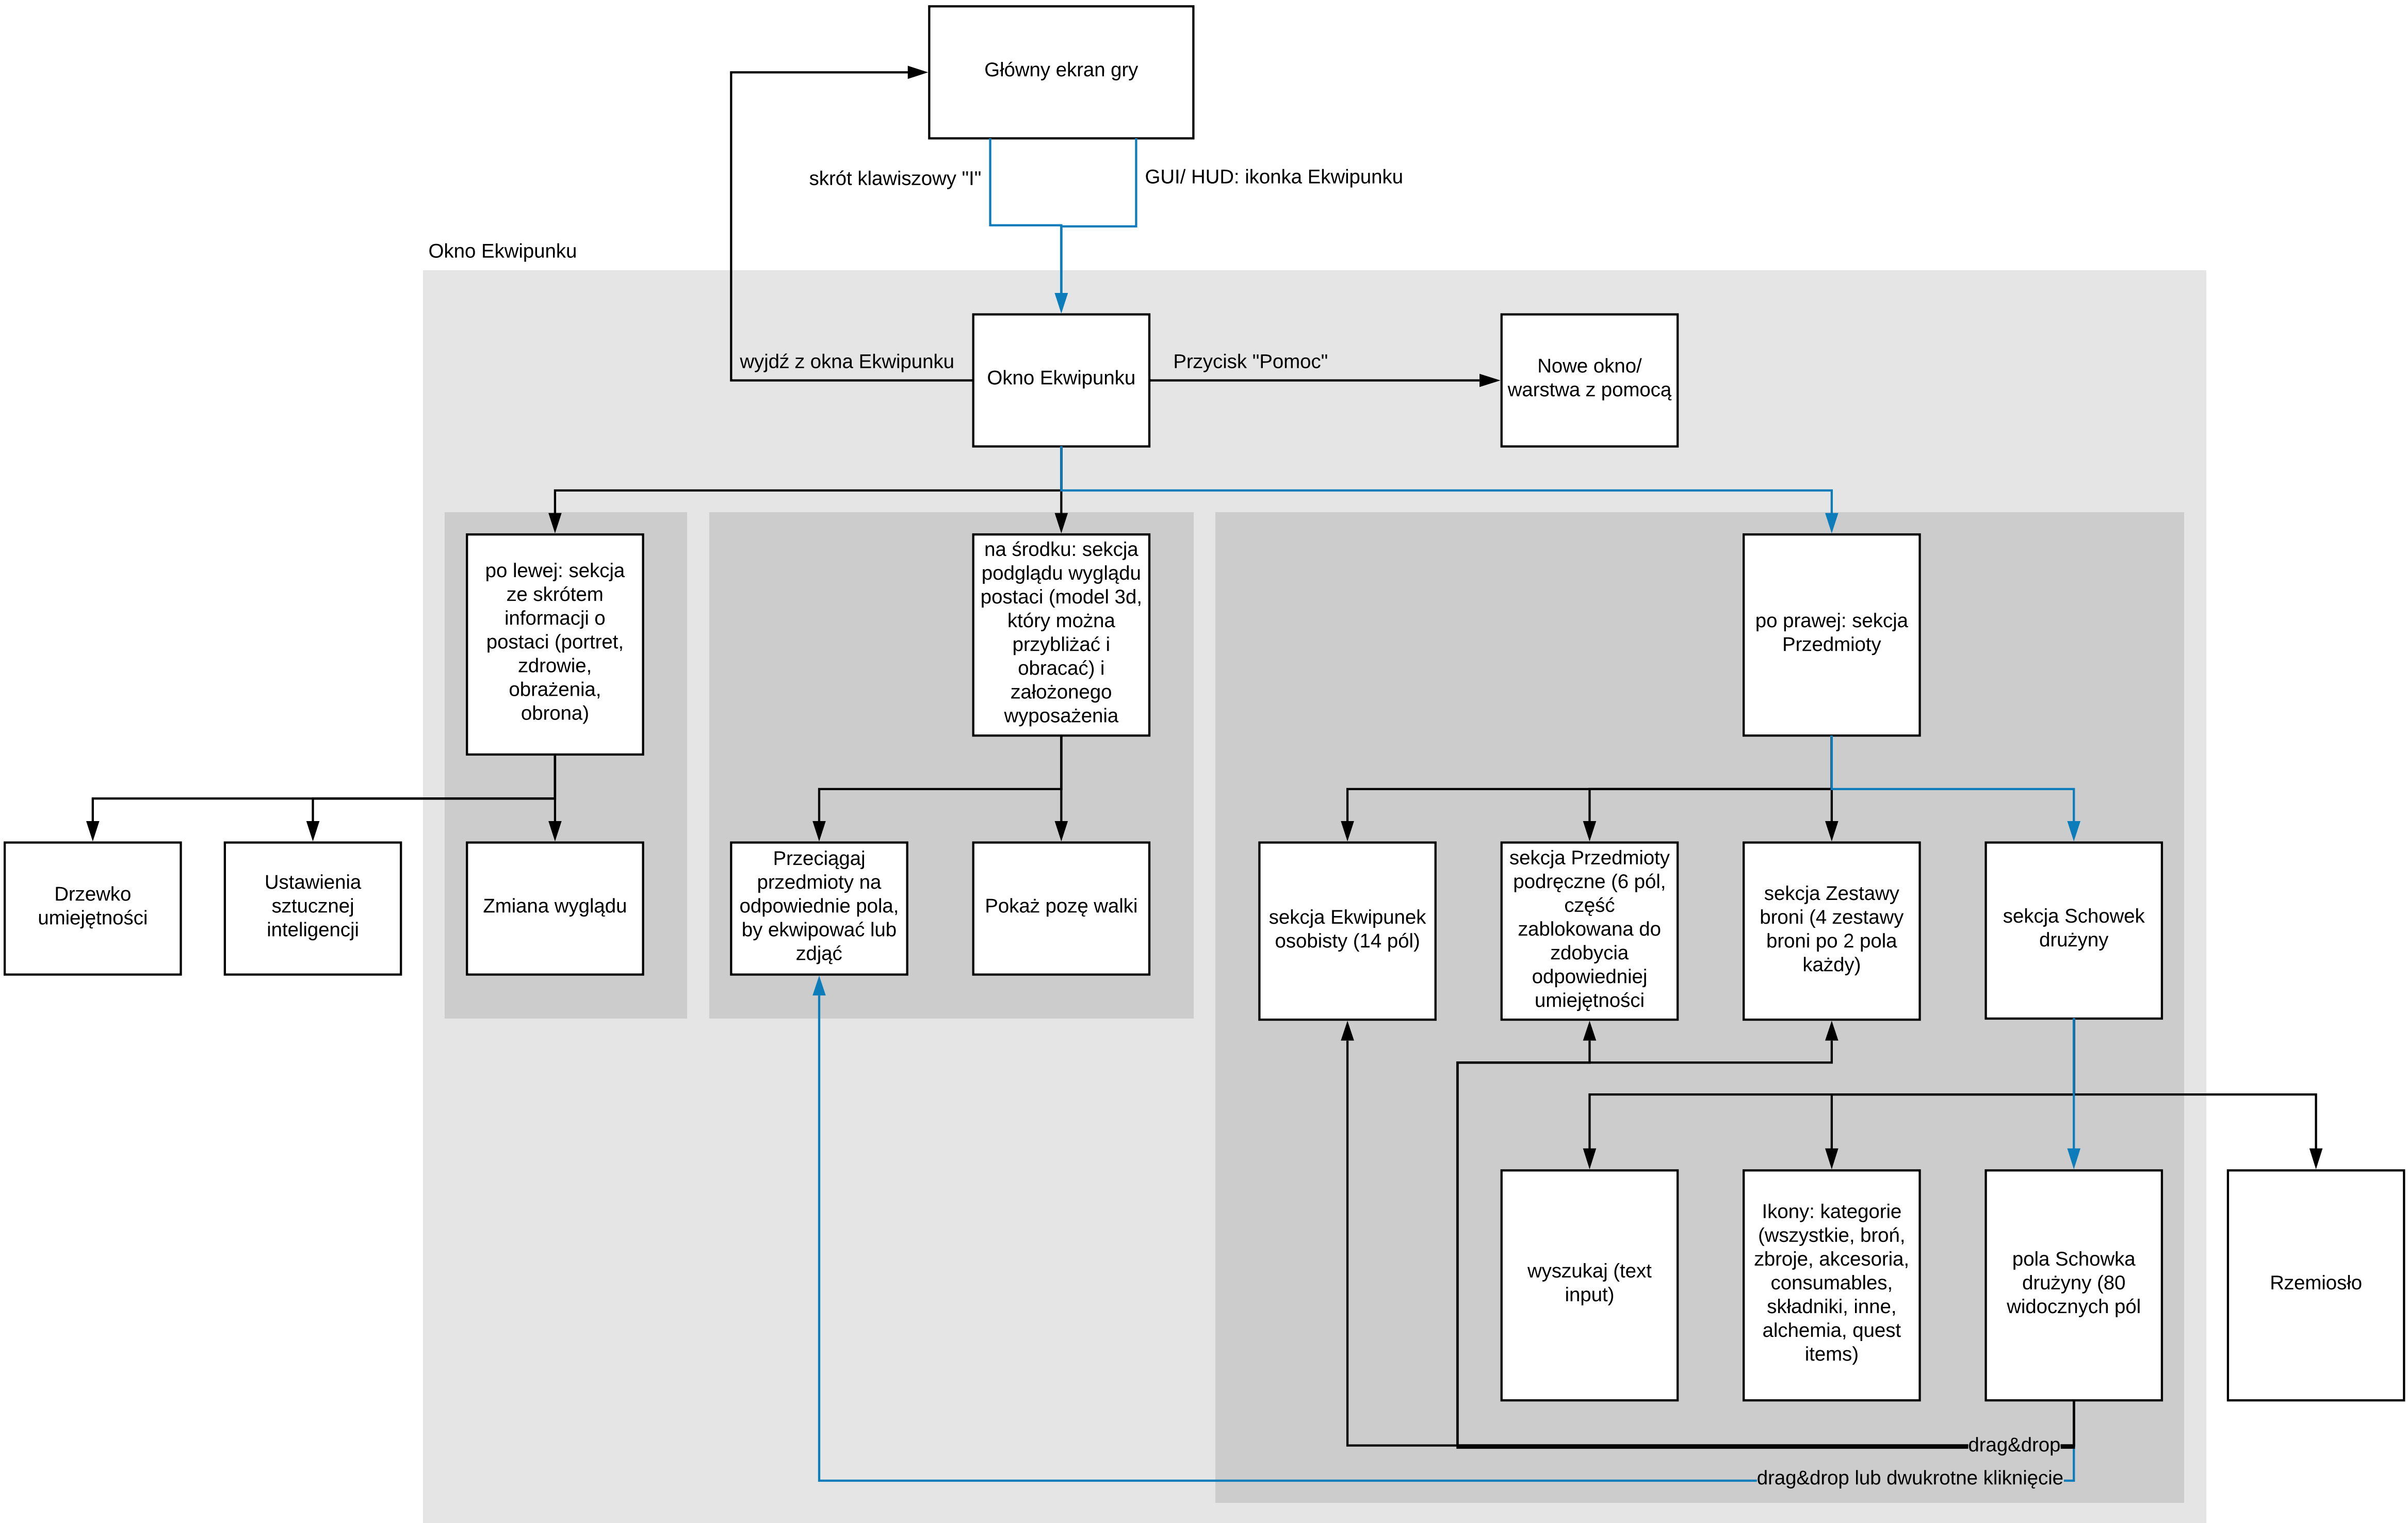 Główny ekran gry
skrót klawiszowy "I"
GUI/ HUD: ikonka Ekwipunku
Okno Ekwipunku
wyjdź z okna Ekwipunku
Okno Ekwipunku
Przycisk "Pomoc"
Nowe okno/
warstwa z pomocą
po lewej: sekcja
ze skrótem
informacji o
postaci (portret,
zdrowie,
obrażenia,
obrona)
na środku: sekcja
podglądu wyglądu
postaci (model 3d,
który można
przybliżać i
obracać) i
założonego
wyposażenia
po prawej: sekcja
Przedmioty
Drzewko
umiejętności
Ustawienia
sztucznej
inteligencji
Zmiana wyglądu
Przeciągaj
przedmioty na
odpowiednie pola,
by ekwipować lub
zdjąć
Pokaż pozę walki
sekcja Ekwipunek
osobisty (14 pól)
sekcja Przedmioty
podręczne (6 pól,
część
zablokowana do
zdobycia
odpowiedniej
umiejętności
sekcja Zestawy
broni (4 zestawy
broni po 2 pola
każdy)
sekcja Schowek
drużyny
wyszukaj (text
input)
Ikony: kategorie
(wszystkie, broń,
zbroje, akcesoria,
consumables,
składniki, inne,
alchemia, quest
items)
pola Schowka
drużyny (80
widocznych pól
Rzemiosło
drag&drop
drag&drop lub dwukrotne kliknięcie